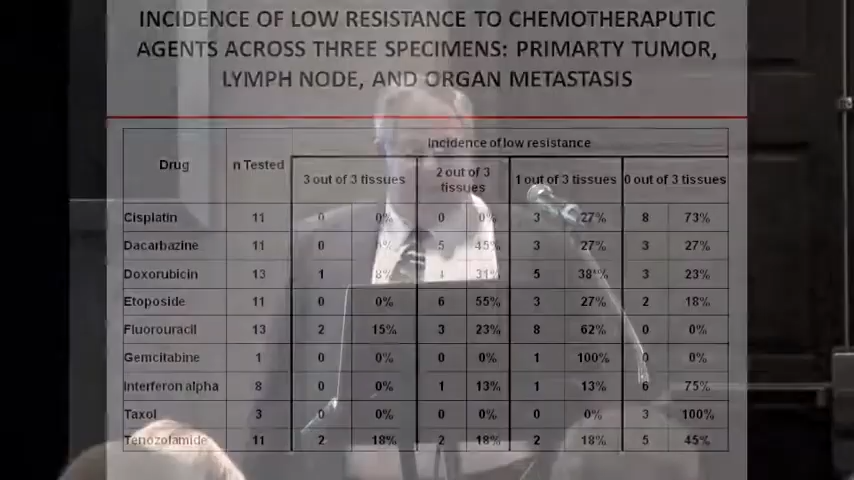 INCIDENCE OF LOW RESISTANCE TO CHEMOTHERAPUTIC
AGENTS ACROSS THREE SPECIMENS: PRIMARTY TUMOR,
LYMPH NODE, AND ORGAN METASTASIS
Drug n Tested Incidence of low resistance
3 out of 3 tissues 2 out of 3 tissues 1 out of 3 tissues 0 out of 3 tissues
Cisplatin 11 0 0% 0 0% 3 27% 8 73%
Dacarbazine 11 0 5 45% 3 27% 3 27%
Doxorubicin 13 1 8% 31% 5 38% 3 23%
Etoposide 11 0 0% 6 55% 3 27% 2 18%
Fluorouracil 13 2 15% 3 23% 8 62% 0 0%
Gemcitabine 1 0 0% 0 0% 1 100% 0 0%
Interferon alpha 8 0 0% 1 13% 1 13% 6 75%
Taxol 3 0 0% 0 0% 0 0% 3 100%
Tenozofamide 11 2 18% 2 18% 2 18% 5 45%